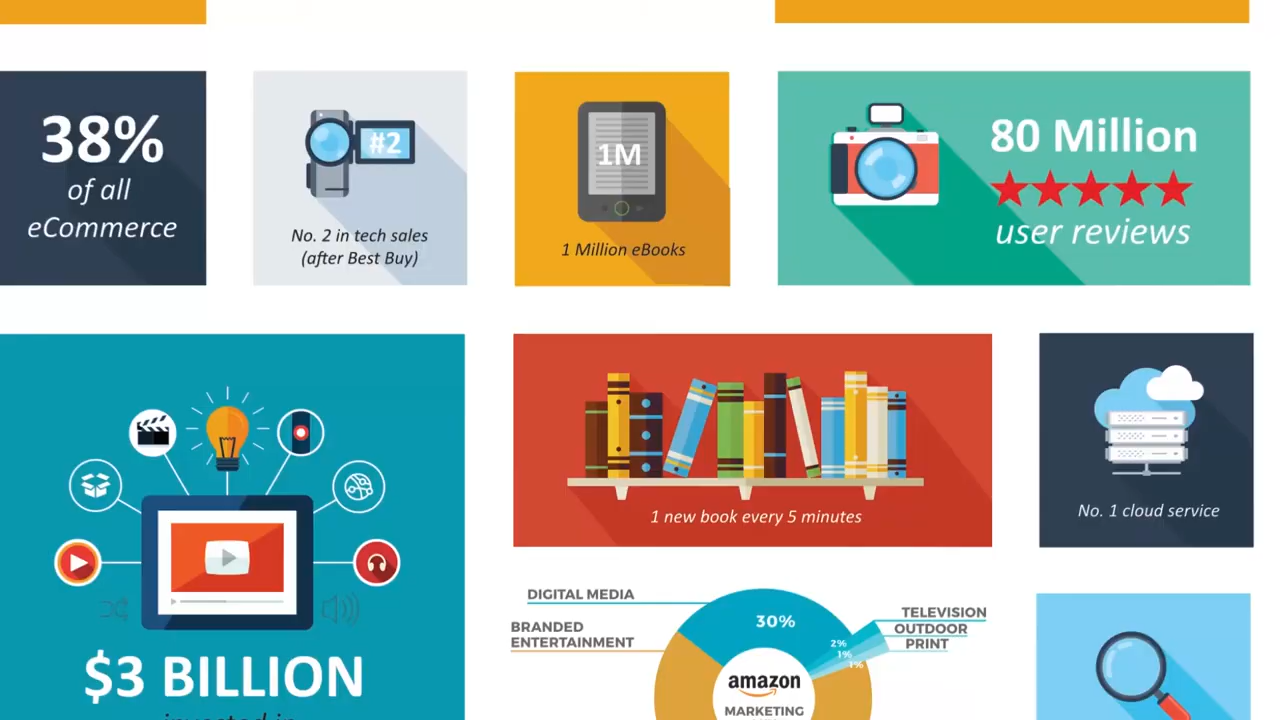 38%
of all
eCommerce
#2
No. 2 in tech sales
(after Best Buy)
1M
1 Million eBooks
80 Million
user reviews
1 new book every 5 minutes
No. 1 cloud service
$3 BILLION
invested in
DIGITAL MEDIA
BRANDED
ENTERTAINMENT
30%
2%
1%
1%
TELEVISION
OUTDOOR
PRINT
amazon
MARKETING